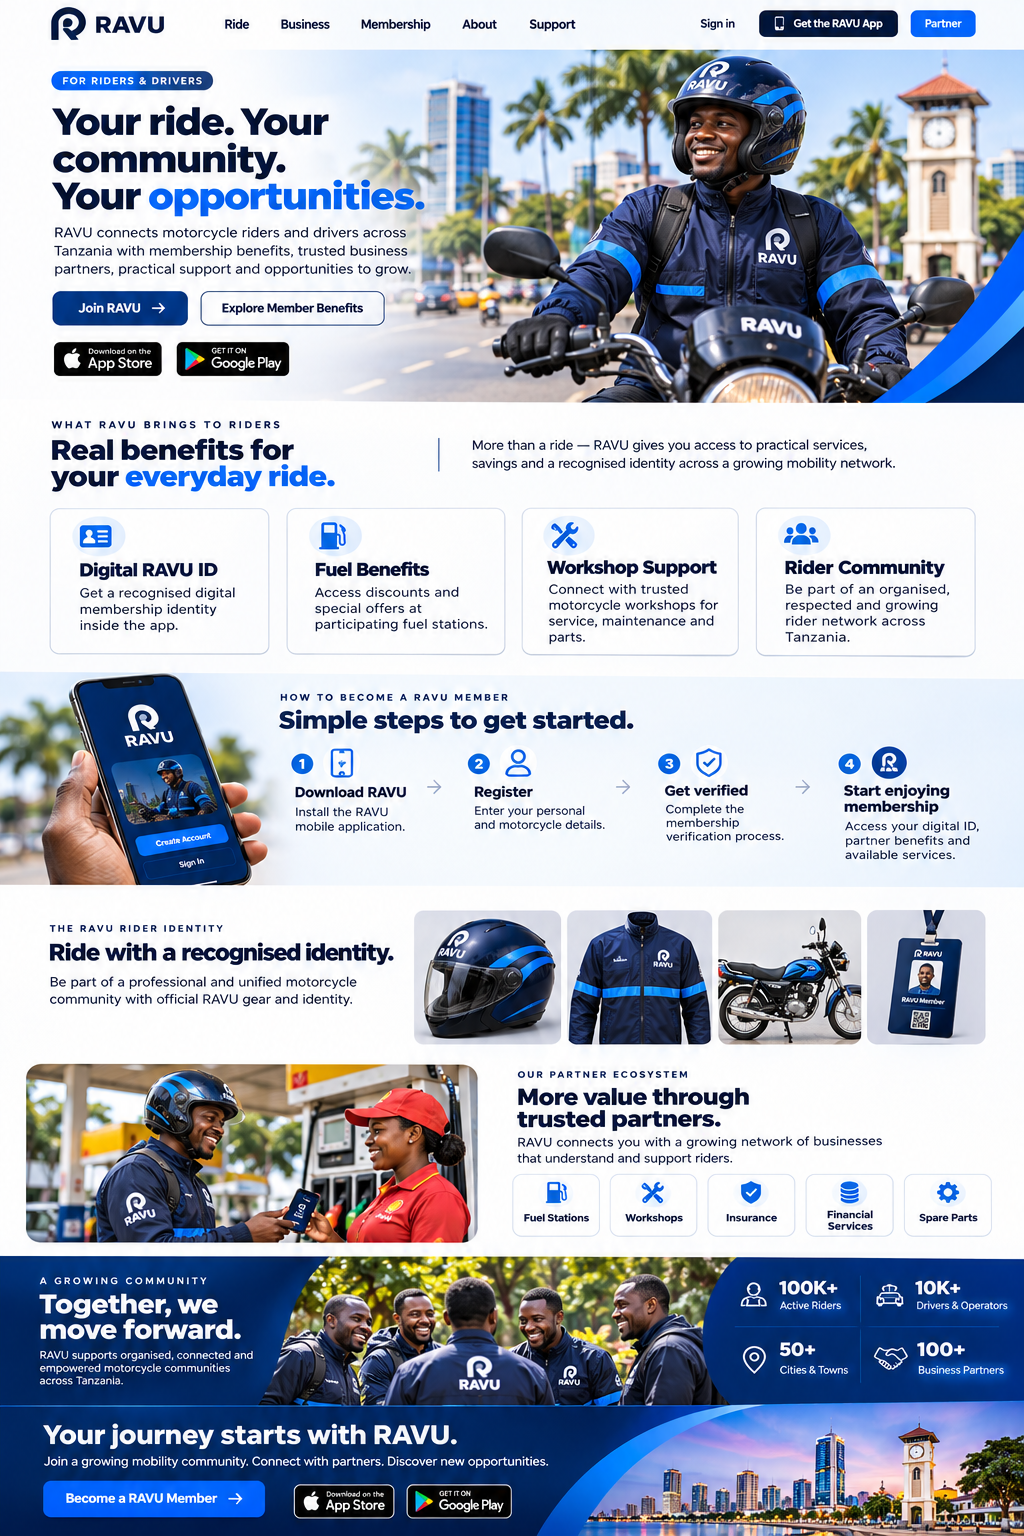 RAVU
Ride
Business
Membership
About
Support
Sign in
Get the RAVU App
Partner
FOR RIDERS & DRIVERS
Your ride. Your
community.
Your opportunities.
RAVU connects motorcycle riders and drivers across
Tanzania with membership benefits, trusted business
partners, practical support and opportunities to grow.
Join RAVU
Explore Member Benefits
Download on the
App Store
GET IT ON
Google Play
RAVU
RAVU
RAVU
WHAT RAVU BRINGS TO RIDERS
Real benefits for
your everyday ride.
More than a ride — RAVU gives you access to practical services,
savings and a recognised identity across a growing mobility network.
Digital RAVU ID
Get a recognised digital
membership identity
inside the app.
Fuel Benefits
Access discounts and
special offers at
participating fuel stations.
Workshop Support
Connect with trusted
motorcycle workshops for
service, maintenance and
parts.
Rider Community
Be part of an organised,
respected and growing
rider network across
Tanzania.
RAVU
Create Account
Sign In
HOW TO BECOME A RAVU MEMBER
Simple steps to get started.
1
Download RAVU
Install the RAVU
mobile application.
2
Register
Enter your personal
and motorcycle details.
3
Get verified
Complete the
membership
verification process.
4
Start enjoying
membership
Access your digital ID,
partner benefits and
available services.
THE RAVU RIDER IDENTITY
Ride with a recognised identity.
Be part of a professional and unified motorcycle
community with official RAVU gear and identity.
RAVU
RAVU
RAVU
RAVU Member
RAVU
OUR PARTNER ECOSYSTEM
More value through
trusted partners.
RAVU connects you with a growing network of businesses
that understand and support riders.
Fuel Stations
Workshops
Insurance
Financial
Services
Spare Parts
A GROWING COMMUNITY
Together, we
move forward.
RAVU supports organised, connected and
empowered motorcycle communities
across Tanzania.
RAVU
RAVU
100K+
Active Riders
10K+
Drivers & Operators
50+
Cities & Towns
100+
Business Partners
Your journey starts with RAVU.
Join a growing mobility community. Connect with partners. Discover new opportunities.
Become a RAVU Member
Download on the
App Store
GET IT ON
Google Play